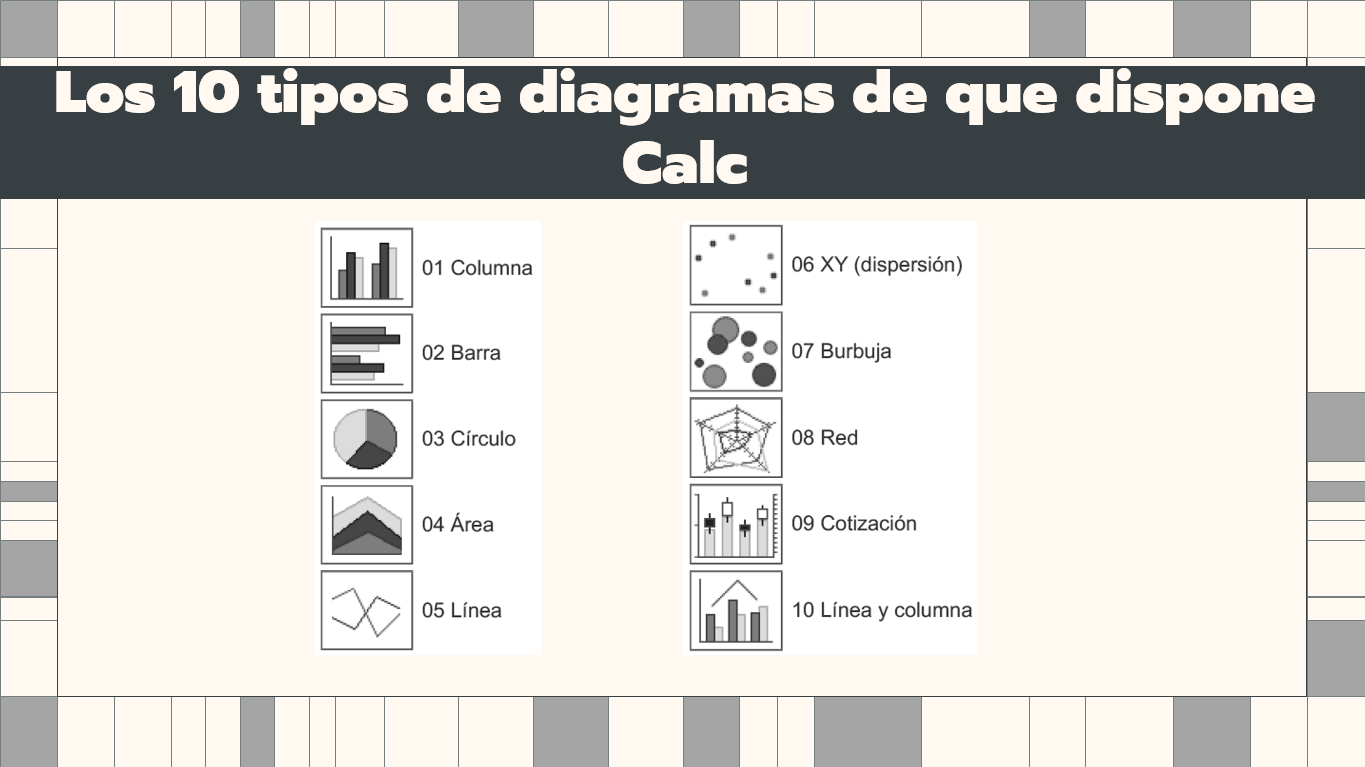 Los 10 tipos de diagramas de que dispone
Calc
01 Columna
02 Barra
03 Círculo
04 Área
05 Línea
06 XY (dispersión)
07 Burbuja
08 Red
09 Cotización
10 Línea y columna